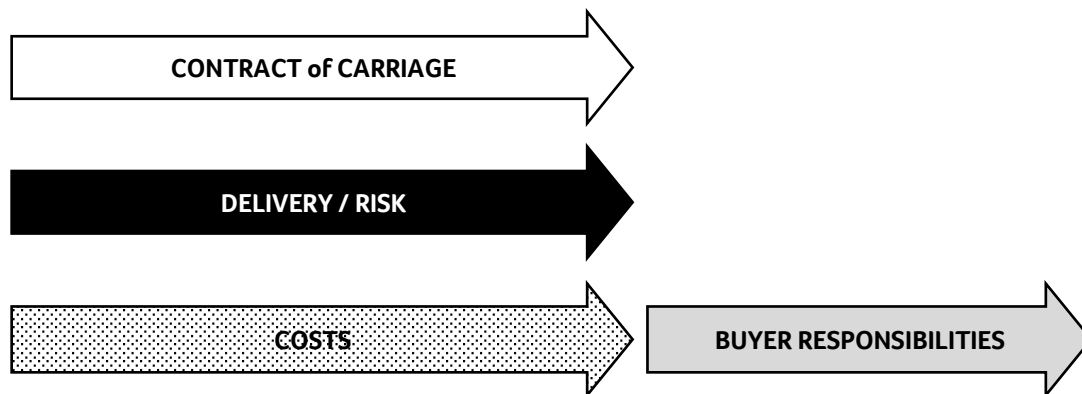 CONTRACT of CARRIAGE
DELIVERY / RISK
COSTS
BUYER RESPONSIBILITIES